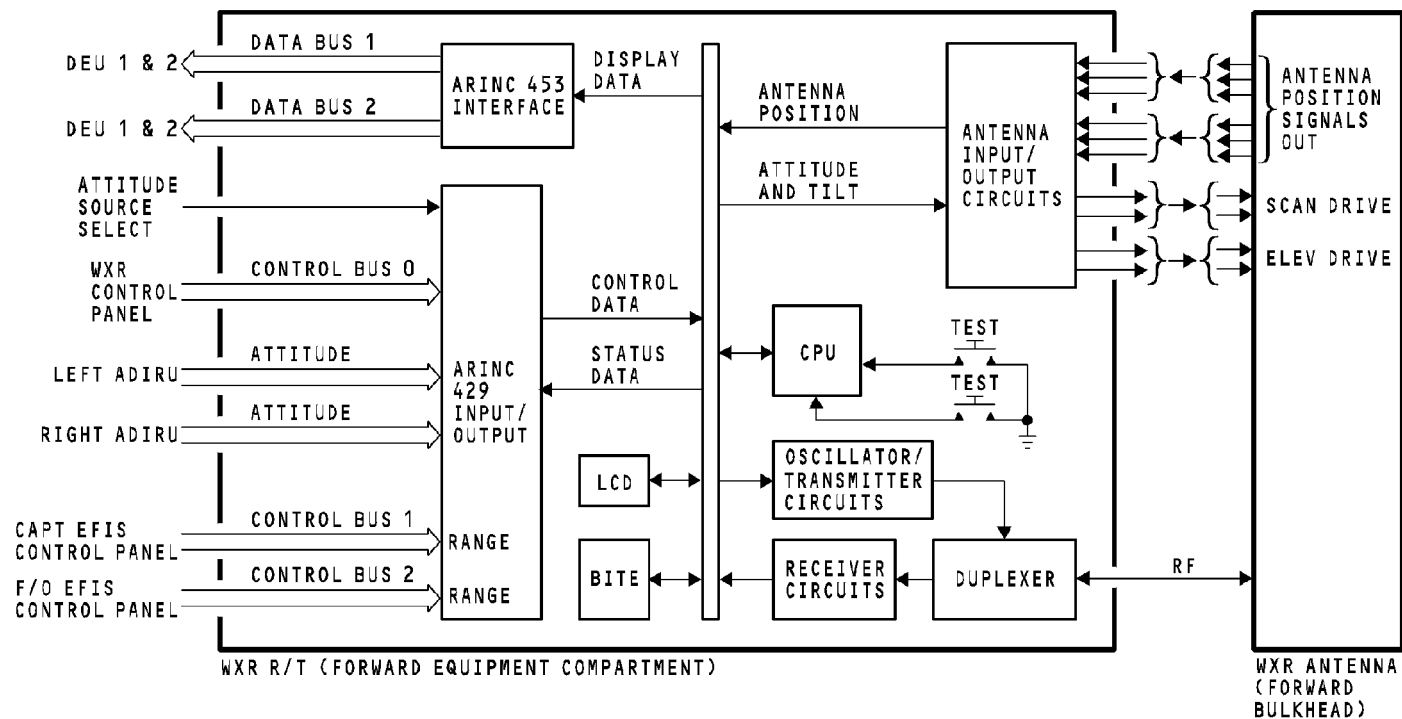 DEU 1 & 2
DATA BUS 1
DEU 1 & 2
DATA BUS 2
ARINC 453
INTERFACE
DISPLAY
DATA
ATTITUDE
SOURCE
SELECT
WXR
CONTROL
PANEL
CONTROL BUS 0
LEFT ADIRU
ATTITUDE
RIGHT ADIRU
ATTITUDE
CAPT EFIS
CONTROL PANEL
CONTROL BUS 1
F/O EFIS
CONTROL PANEL
CONTROL BUS 2
ARINC
429
INPUT/
OUTPUT
RANGE
RANGE
CONTROL
DATA
STATUS
DATA
LCD
BITE
ANTENNA
POSITION
ATTITUDE
AND TILT
ANTENNA
INPUT/
OUTPUT
CIRCUITS
CPU
TEST
TEST
OSCILLATOR/
TRANSMITTER
CIRCUITS
RECEIVER
CIRCUITS
DUPLEXER
RF
ANTENNA
POSITION
SIGNALS
OUT
SCAN DRIVE
ELEV DRIVE
WXR R/T (FORWARD EQUIPMENT COMPARTMENT)
WXR ANTENNA
(FORWARD
BULKHEAD)